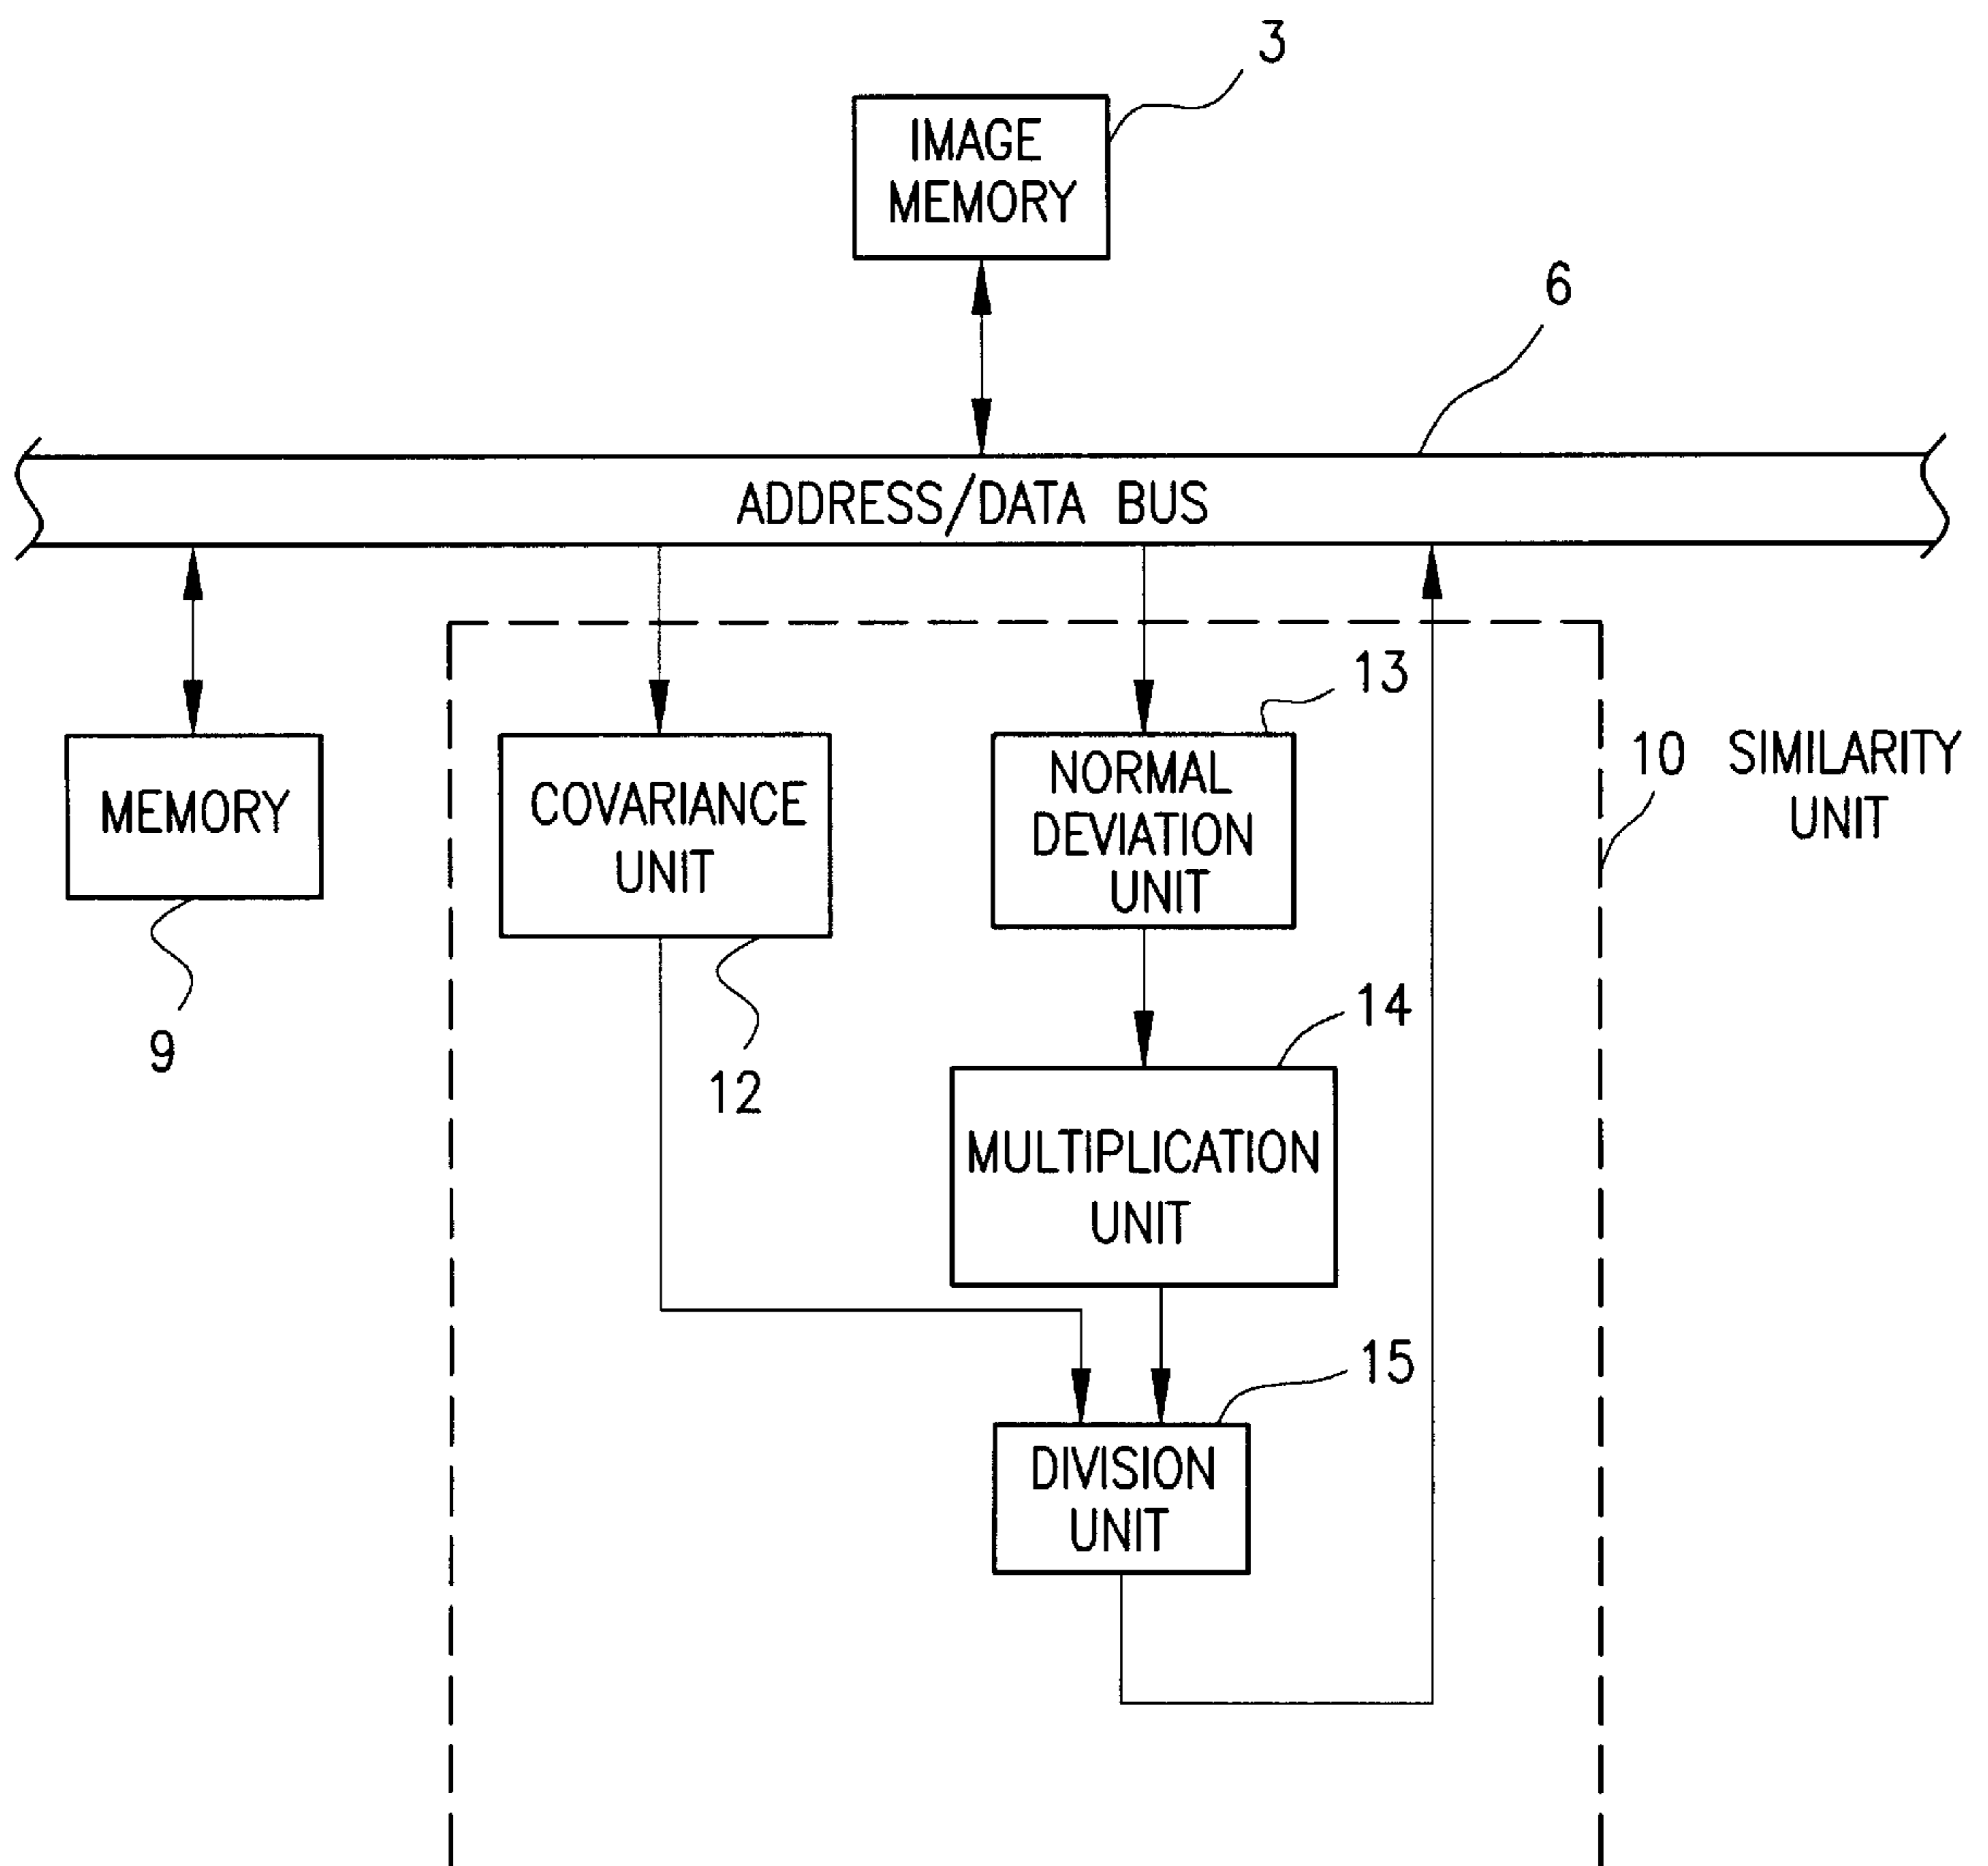 3
IMAGE
MEMORY
6
ADDRESS/DATA BUS
13
NORMAL
DEVIATION
UNIT
10 SIMILARITY
UNIT
MEMORY
COVARIANCE
UNIT
9
12
14
MULTIPLICATION
UNIT
15
DIVISION
UNIT